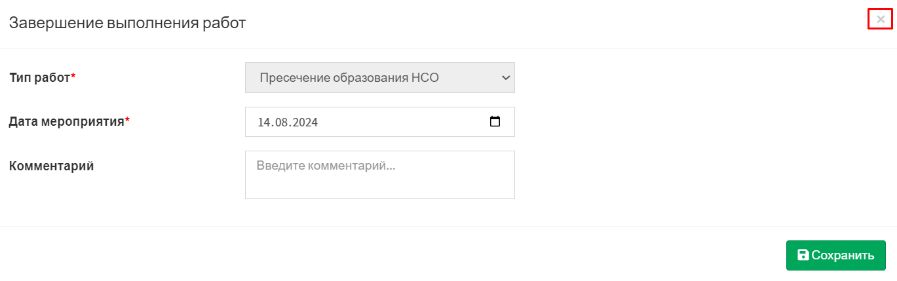 Завершение выполнения работ
×
Тип работ*
Пресечение образования НСО
Дата мероприятия*
14.08.2024
Комментарий
Введите комментарий...
Сохранить